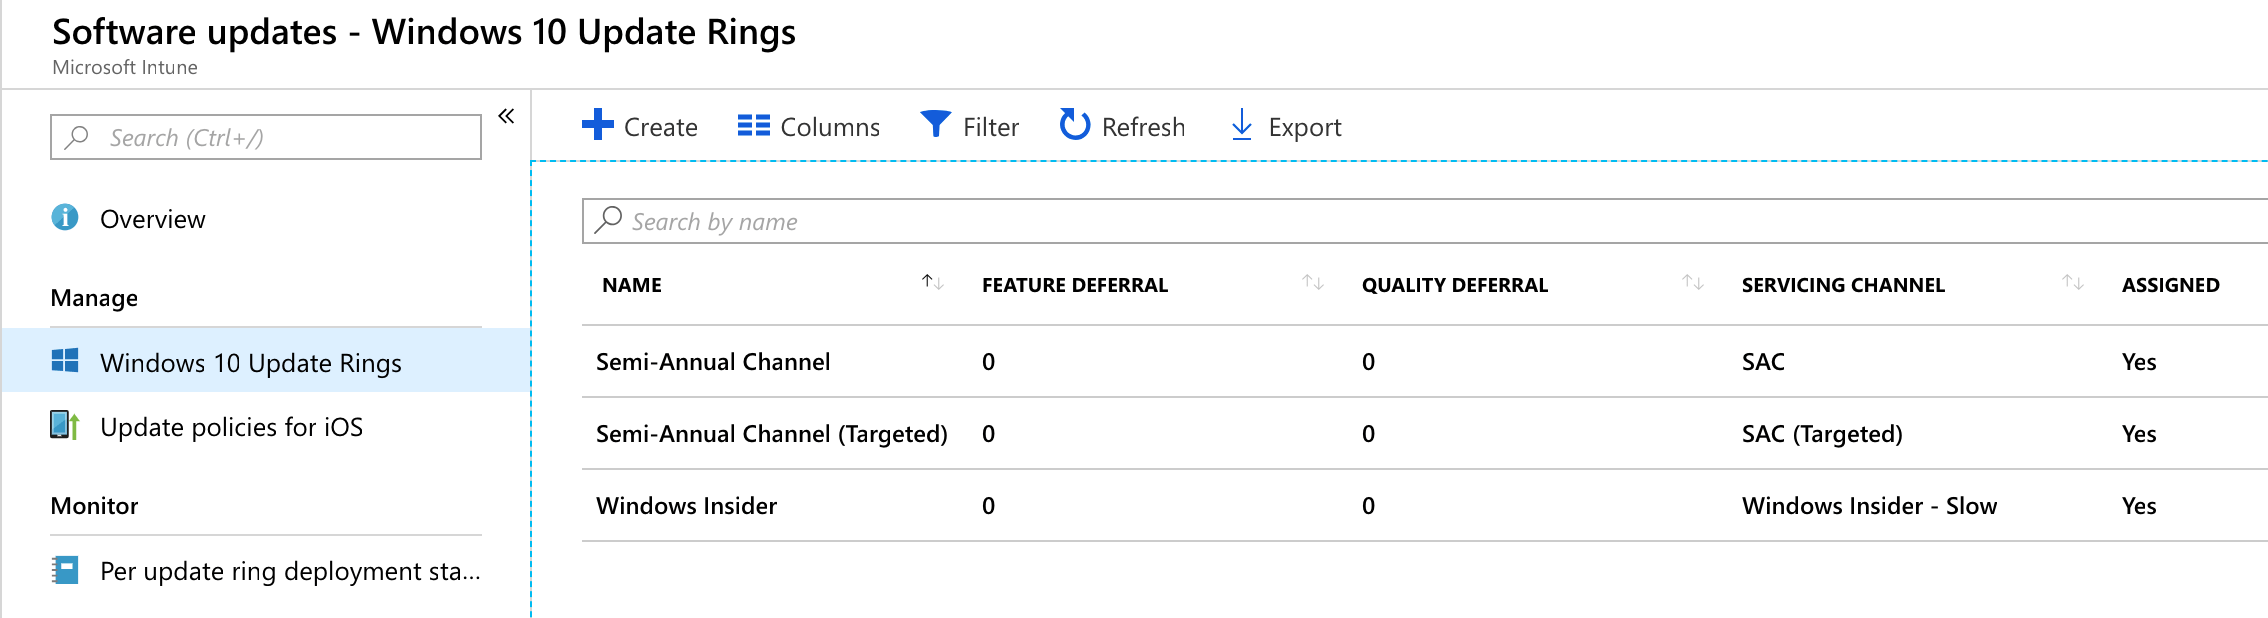 Software updates - Windows 10 Update Rings
Microsoft Intune
Search (Ctrl+/)
Overview
Manage
Windows 10 Update Rings
Update policies for iOS
Monitor
Per update ring deployment sta...
Create Columns Filter Refresh Export
Search by name
NAME FEATURE DEFERRAL QUALITY DEFERRAL SERVICING CHANNEL ASSIGNED
Semi-Annual Channel 0 0 SAC Yes
Semi-Annual Channel (Targeted) 0 0 SAC (Targeted) Yes
Windows Insider 0 0 Windows Insider - Slow Yes